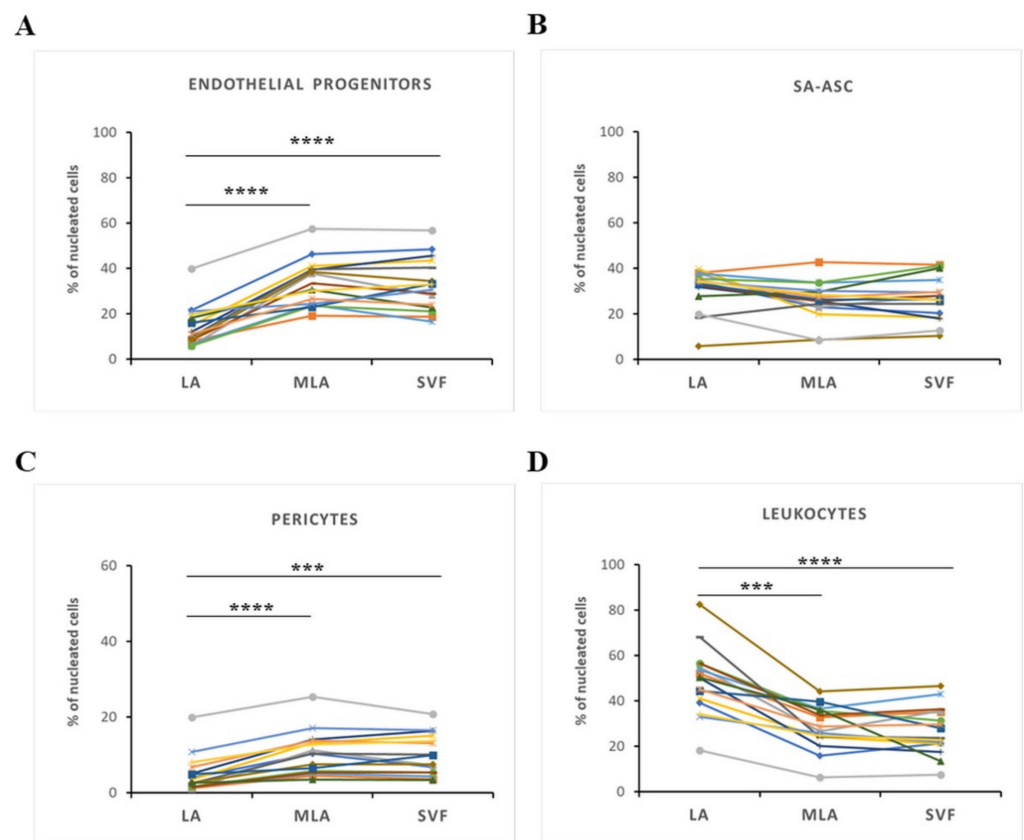 A
ENDOTHELIAL PROGENITORS
% of nucleated cells
100
80
60
40
20
0
****
****
LA MLA SVF
B
SA-ASC
% of nucleated cells
100
80
60
40
20
0
LA MLA SVF
C
PERICYTES
% of nucleated cells
60
40
20
0
***
****
LA MLA SVF
D
LEUKOCYTES
% of nucleated cells
100
80
60
40
20
0
****
***
LA MLA SVF